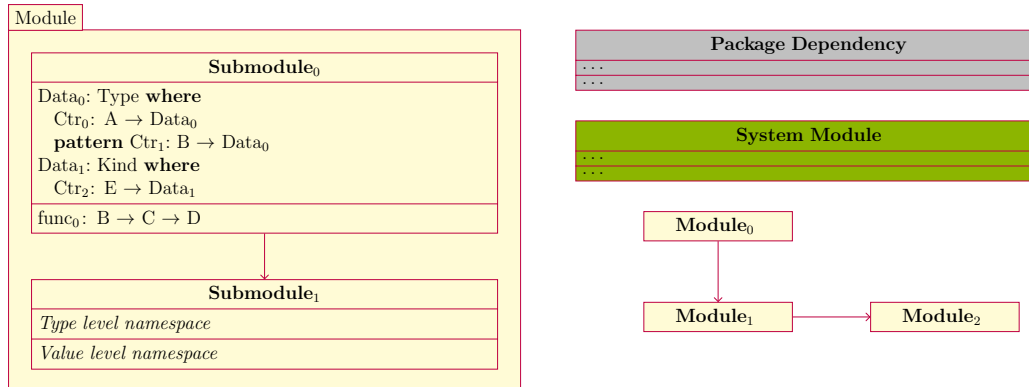 Module
Submodule₀
Data₀: Type where
Ctr₀: A → Data₀
pattern Ctr₁: B → Data₀
Data₁: Kind where
Ctr₂: E → Data₁
func₀: B → C → D
Submodule₁
Type level namespace
Value level namespace
Package Dependency
...
...
System Module
...
...
Module₀
Module₁
Module₂